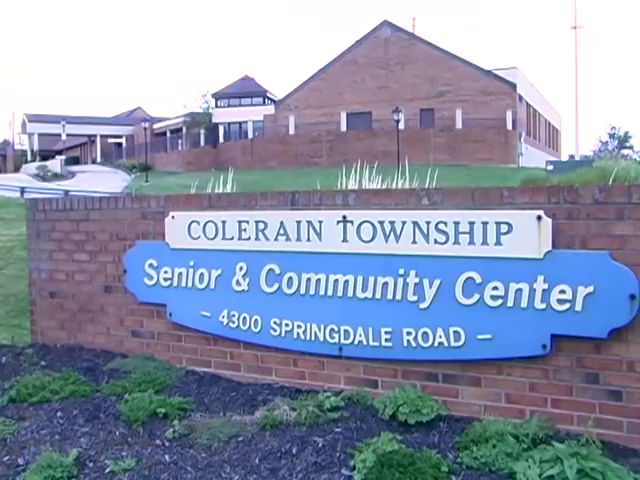 COLERAIN TOWNSHIP
Senior & Community Center
- 4300 SPRINGDALE ROAD -